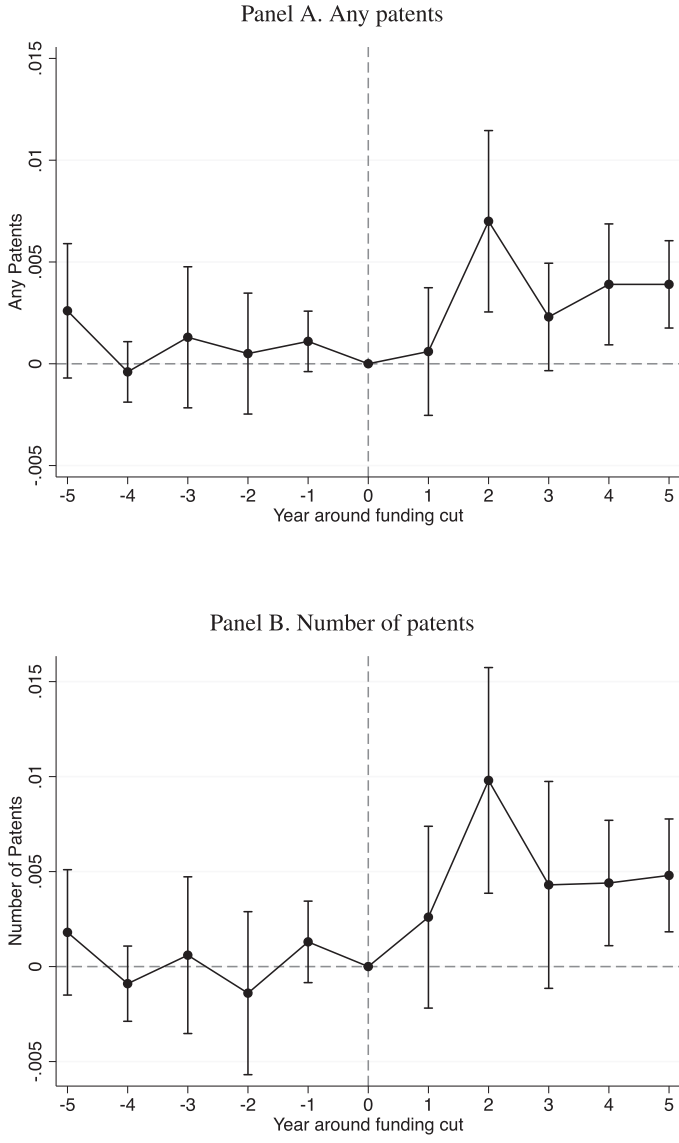 Panel A. Any patents
.015
.01
.005
0
-.005
Any Patents
-5 -4 -3 -2 -1 0 1 2 3 4 5
Year around funding cut
Panel B. Number of patents
.015
.01
.005
0
-.005
Number of Patents
-5 -4 -3 -2 -1 0 1 2 3 4 5
Year around funding cut